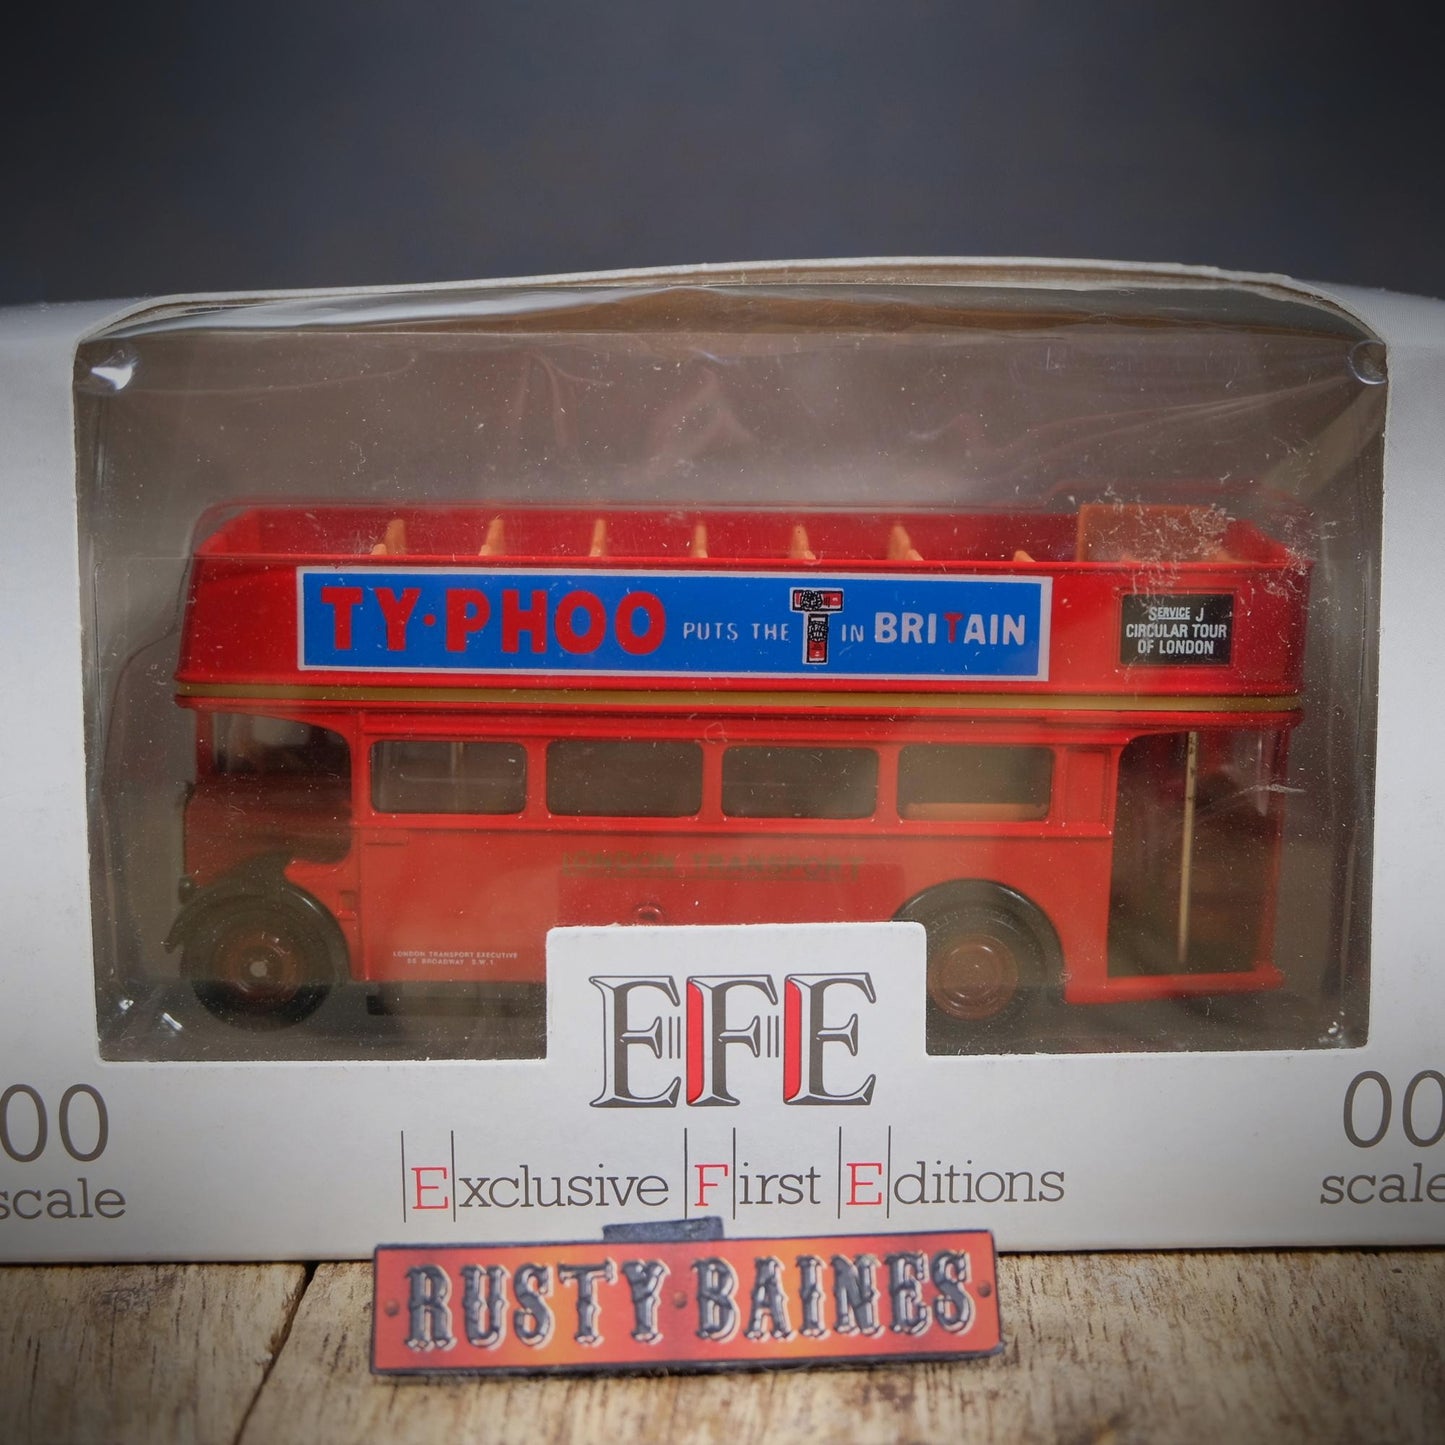 TY·PHOO PUTS THE T IN BRITAIN
SERVICE J
CIRCULAR TOUR
OF LONDON
LONDON TRANSPORT
LONDON TRANSPORT EXECUTIVE
55 BROADWAY S.W.1
EFE
Exclusive First Editions
00
scale
00
scale
RUSTY·BAINES